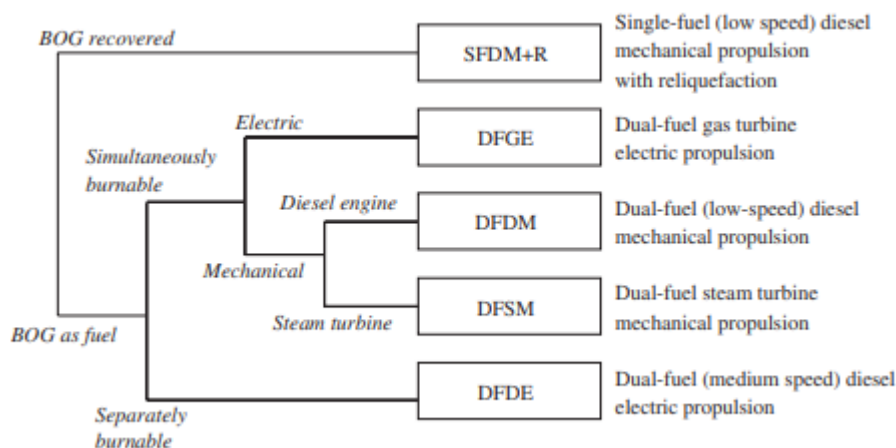 BOG recovered
SFDM+R
Single-fuel (low speed) diesel
mechanical propulsion
with reliquefaction
Electric
DFGE
Dual-fuel gas turbine
electric propulsion
Simultaneously
burnable
Diesel engine
DFDM
Dual-fuel (low-speed) diesel
mechanical propulsion
Mechanical
Steam turbine
DFSM
Dual-fuel steam turbine
mechanical propulsion
BOG as fuel
Separately
burnable
DFDE
Dual-fuel (medium speed) diesel
electric propulsion